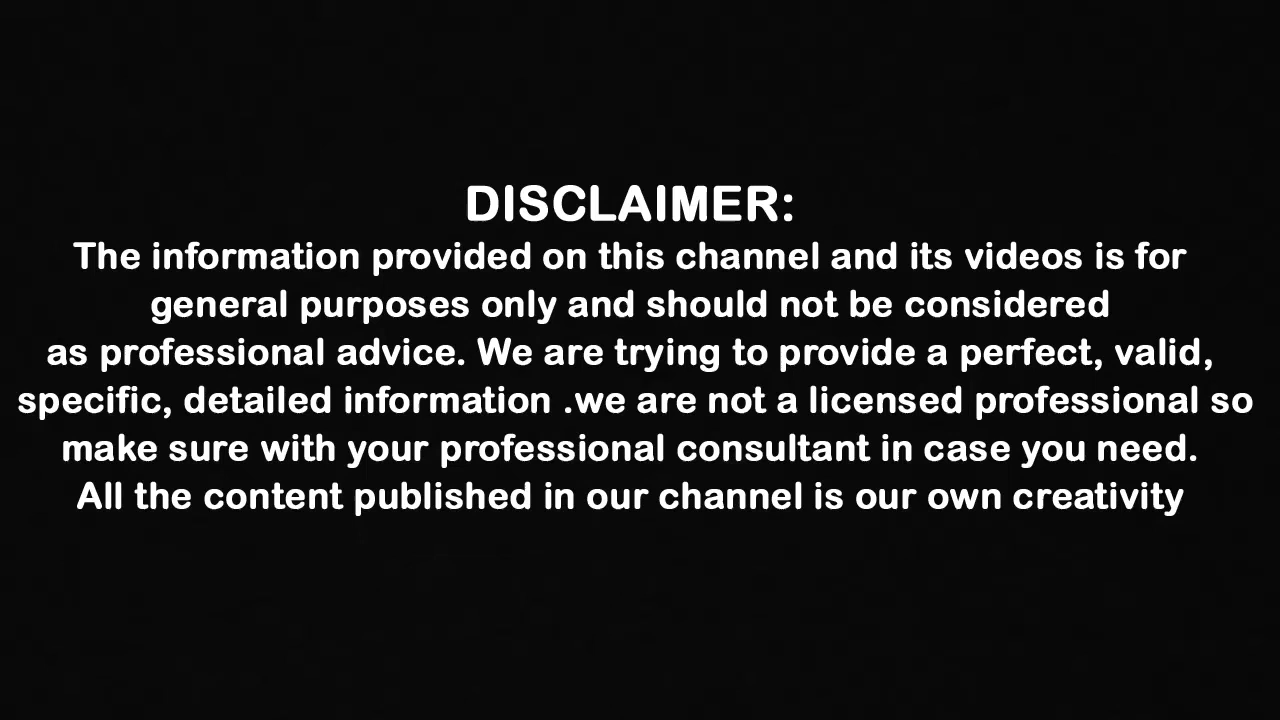 DISCLAIMER:
The information provided on this channel and its videos is for
general purposes only and should not be considered
as professional advice. We are trying to provide a perfect, valid,
specific, detailed information .we are not a licensed professional so
make sure with your professional consultant in case you need.
All the content published in our channel is our own creativity